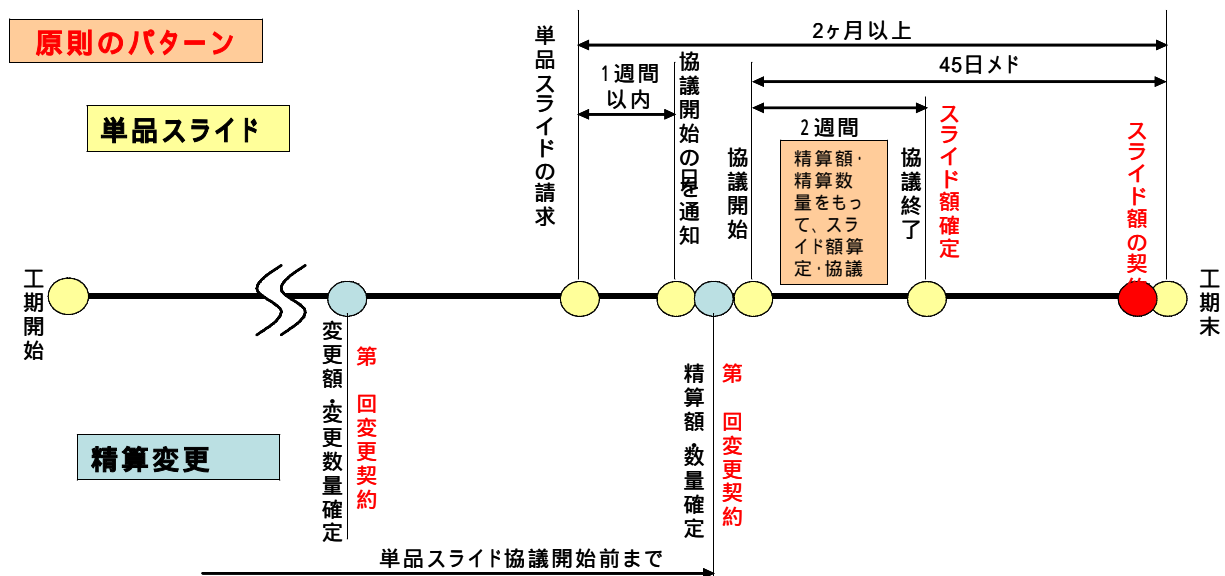 原則のパターン
単品スライド
単品スライドの請求
2ヶ月以上
1週間
以内
協議開始の日を通知
45日メド
協議開始
2週間
精算額・
精算数
量をもっ
て、スラ
イド額算
定・協議
協議終了
スライド額確定
スライド額の契約
工期開始
工期末
変更額・変更数量確定
第 回変更契約
精算額・数量確定
第 回変更契約
精算変更
単品スライド協議開始前まで